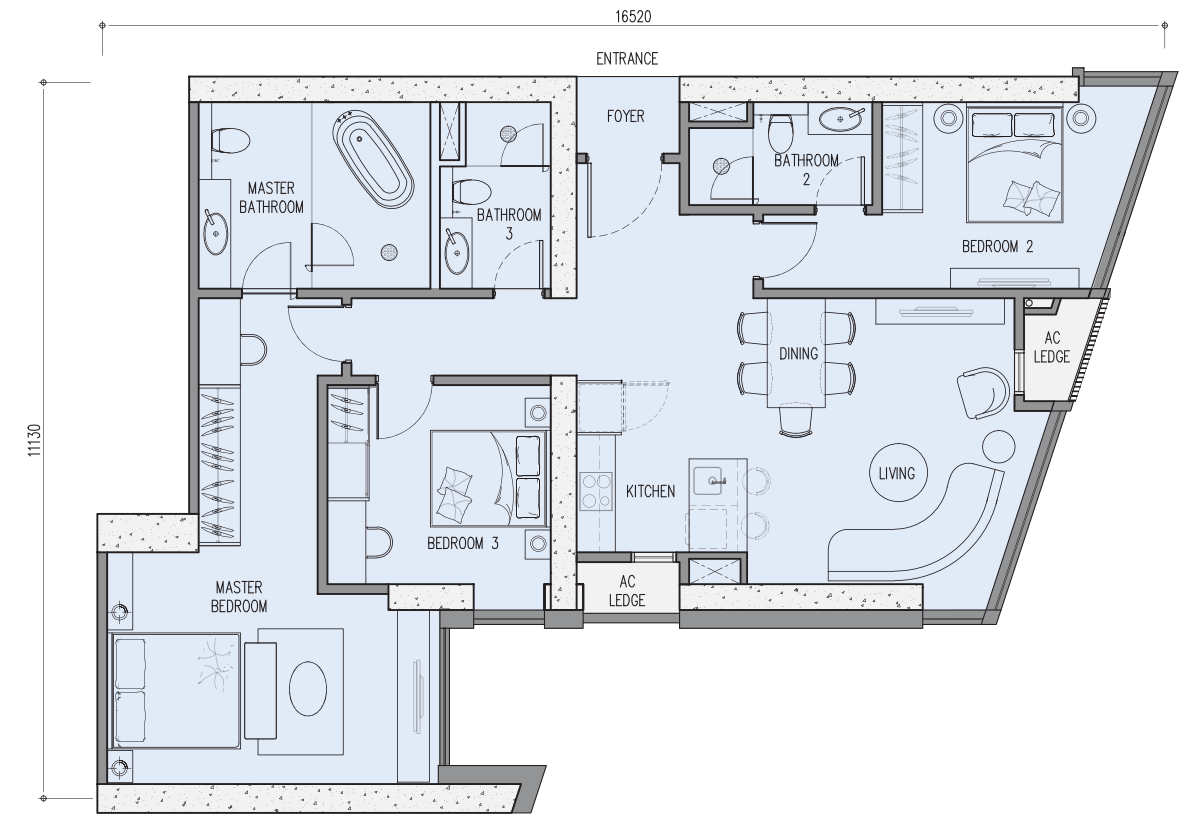 16520
ENTRANCE
FOYER
BATHROOM
2
MASTER
BATHROOM
BATHROOM
3
BEDROOM 2
AC
LEDGE
DINING
11130
LIVING
KITCHEN
BEDROOM 3
AC
LEDGE
MASTER
BEDROOM